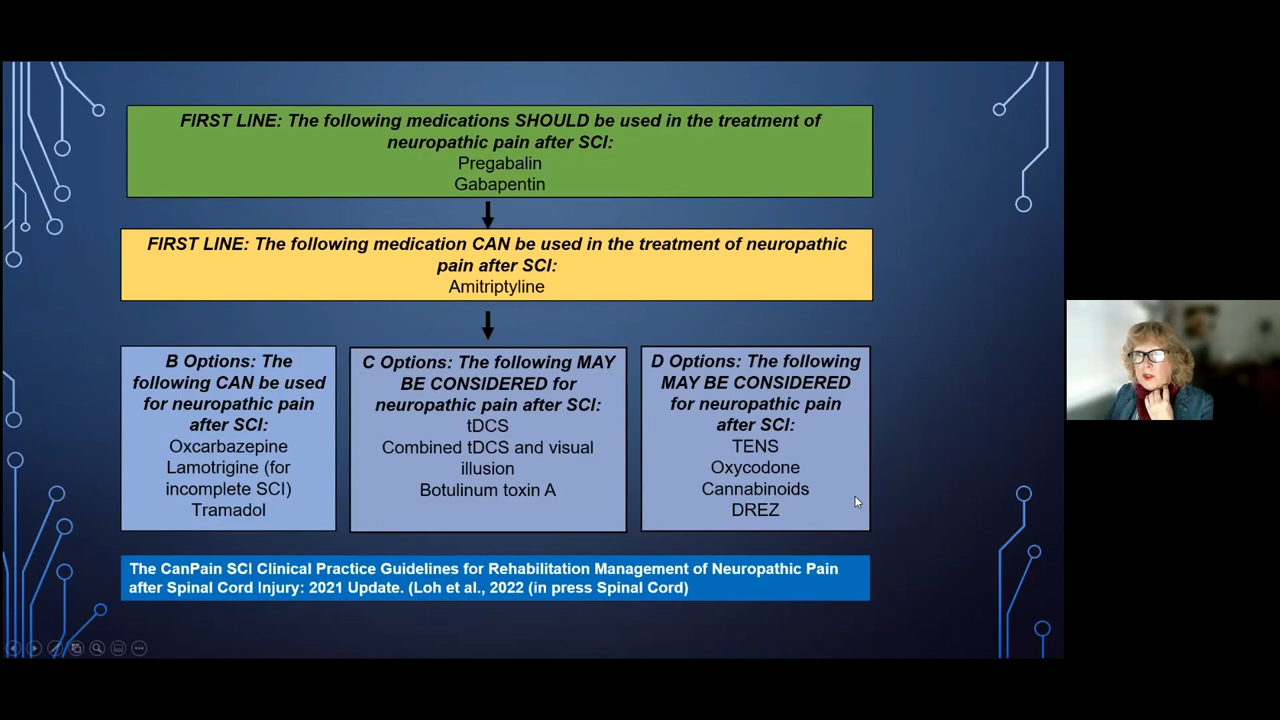 FIRST LINE: The following medications SHOULD be used in the treatment of
neuropathic pain after SCI:
Pregabalin
Gabapentin
FIRST LINE: The following medication CAN be used in the treatment of neuropathic
pain after SCI:
Amitriptyline
B Options: The
following CAN be used
for neuropathic pain
after SCI:
Oxcarbazepine
Lamotrigine (for
incomplete SCI)
Tramadol
C Options: The following MAY
BE CONSIDERED for
neuropathic pain after SCI:
tDCS
Combined tDCS and visual
illusion
Botulinum toxin A
D Options: The following
MAY BE CONSIDERED
for neuropathic pain
after SCI:
TENS
Oxycodone
Cannabinoids
DREZ
The CanPain SCI Clinical Practice Guidelines for Rehabilitation Management of Neuropathic Pain
after Spinal Cord Injury: 2021 Update. (Loh et al., 2022 (in press Spinal Cord)